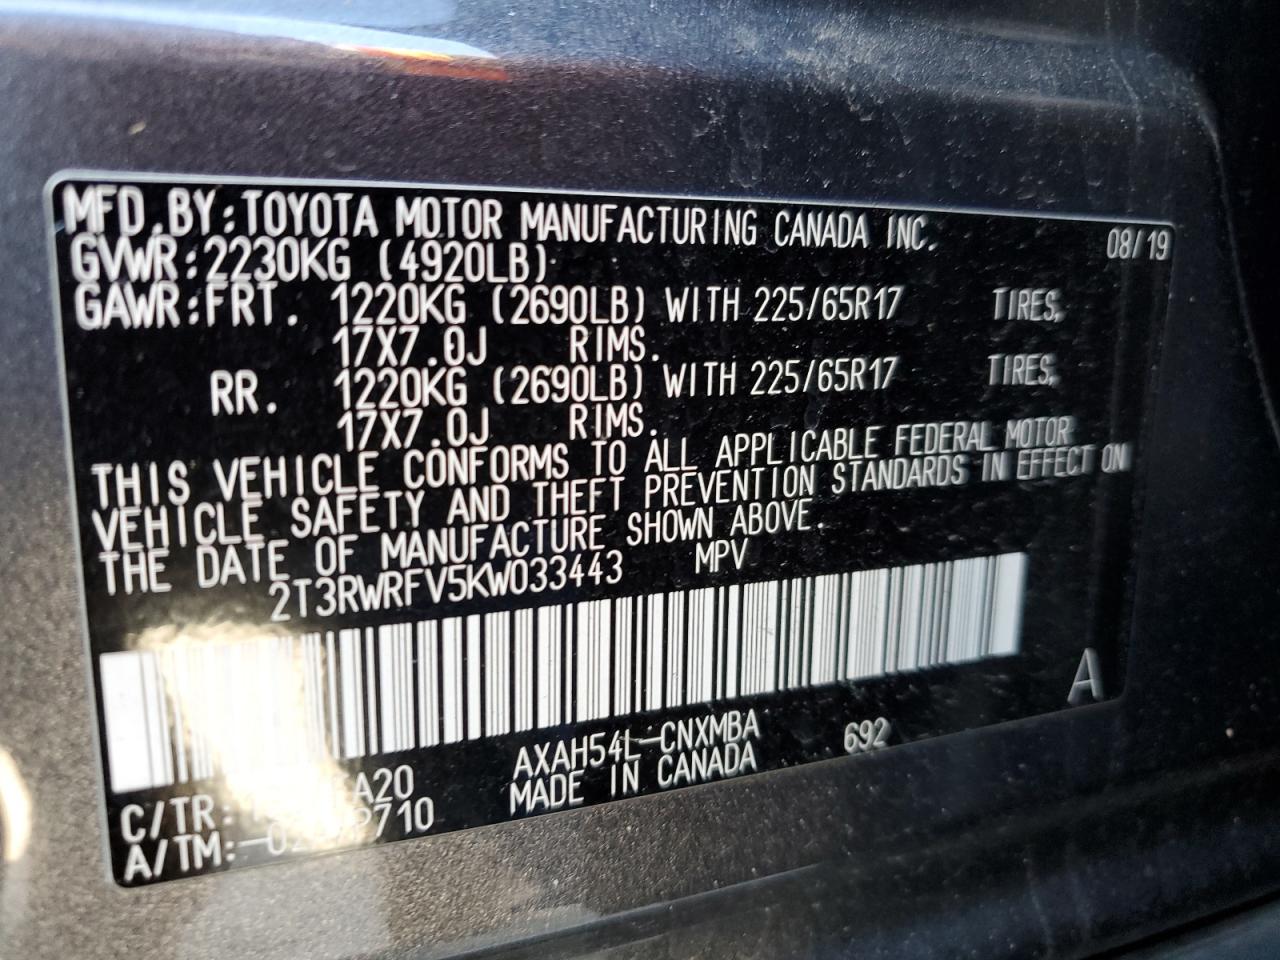 MFD.BY:TOYOTA MOTOR MANUFACTURING CANADA INC. 08/19
GVWR:2230KG (4920LB)
GAWR:FRT. 1220KG (2690LB) WITH 225/65R17 TIRES,
17X7.0J RIMS.
RR. 1220KG (2690LB) WITH 225/65R17 TIRES,
17X7.0J RIMS.
THIS VEHICLE CONFORMS TO ALL APPLICABLE FEDERAL MOTOR
VEHICLE SAFETY AND THEFT PREVENTION STANDARDS IN EFFECT ON
THE DATE OF MANUFACTURE SHOWN ABOVE.
2T3RWRFV5KW033443 MPV
A
C/TR: A20 AXAH54L-CNXMBA 692
A/TM: MADE IN CANADA